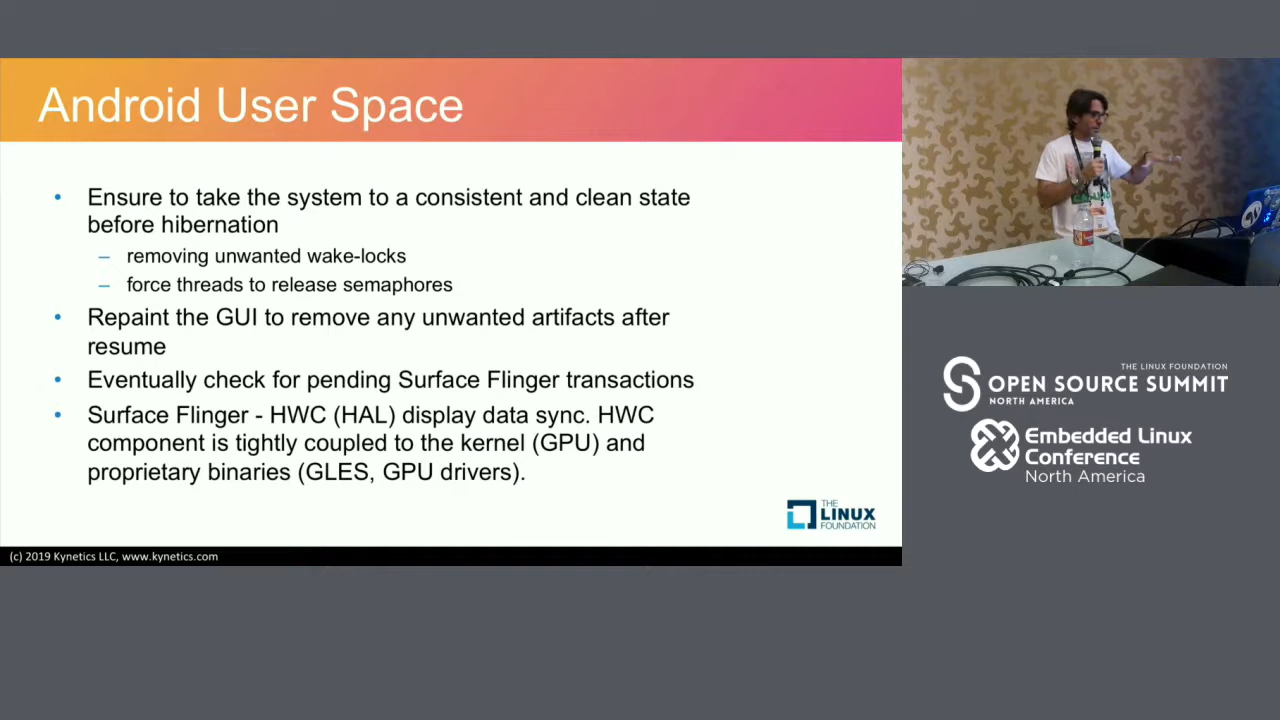 Android User Space
• Ensure to take the system to a consistent and clean state
before hibernation
– removing unwanted wake-locks
– force threads to release semaphores
• Repaint the GUI to remove any unwanted artifacts after
resume
• Eventually check for pending Surface Flinger transactions
• Surface Flinger - HWC (HAL) display data sync. HWC
component is tightly coupled to the kernel (GPU) and
proprietary binaries (GLES, GPU drivers).
THE
LINUX
FOUNDATION
(c) 2019 Kynetics LLC, www.kynetics.com
THE LINUX FOUNDATION
OPEN SOURCE SUMMIT
NORTH AMERICA
Embedded Linux
Conference
North America